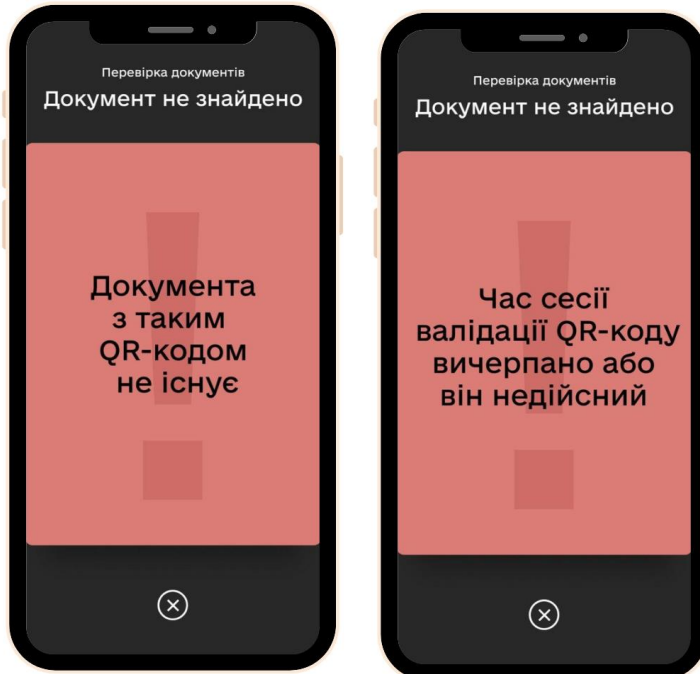 Перевірка документів
Документ не знайдено
Документа
з таким
QR-кодом
не існує
Перевірка документів
Документ не знайдено
Час сесії
валідації QR-коду
вичерпано або
він недійсний